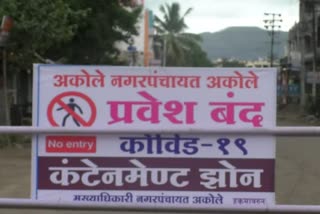 अकोले नगरपंचायत अकोले
प्रवेश बंद
No entry
कोविड-१९
कंटेनमेण्ट झोन
मुख्याधिकारी नगरपंचायत अकोले